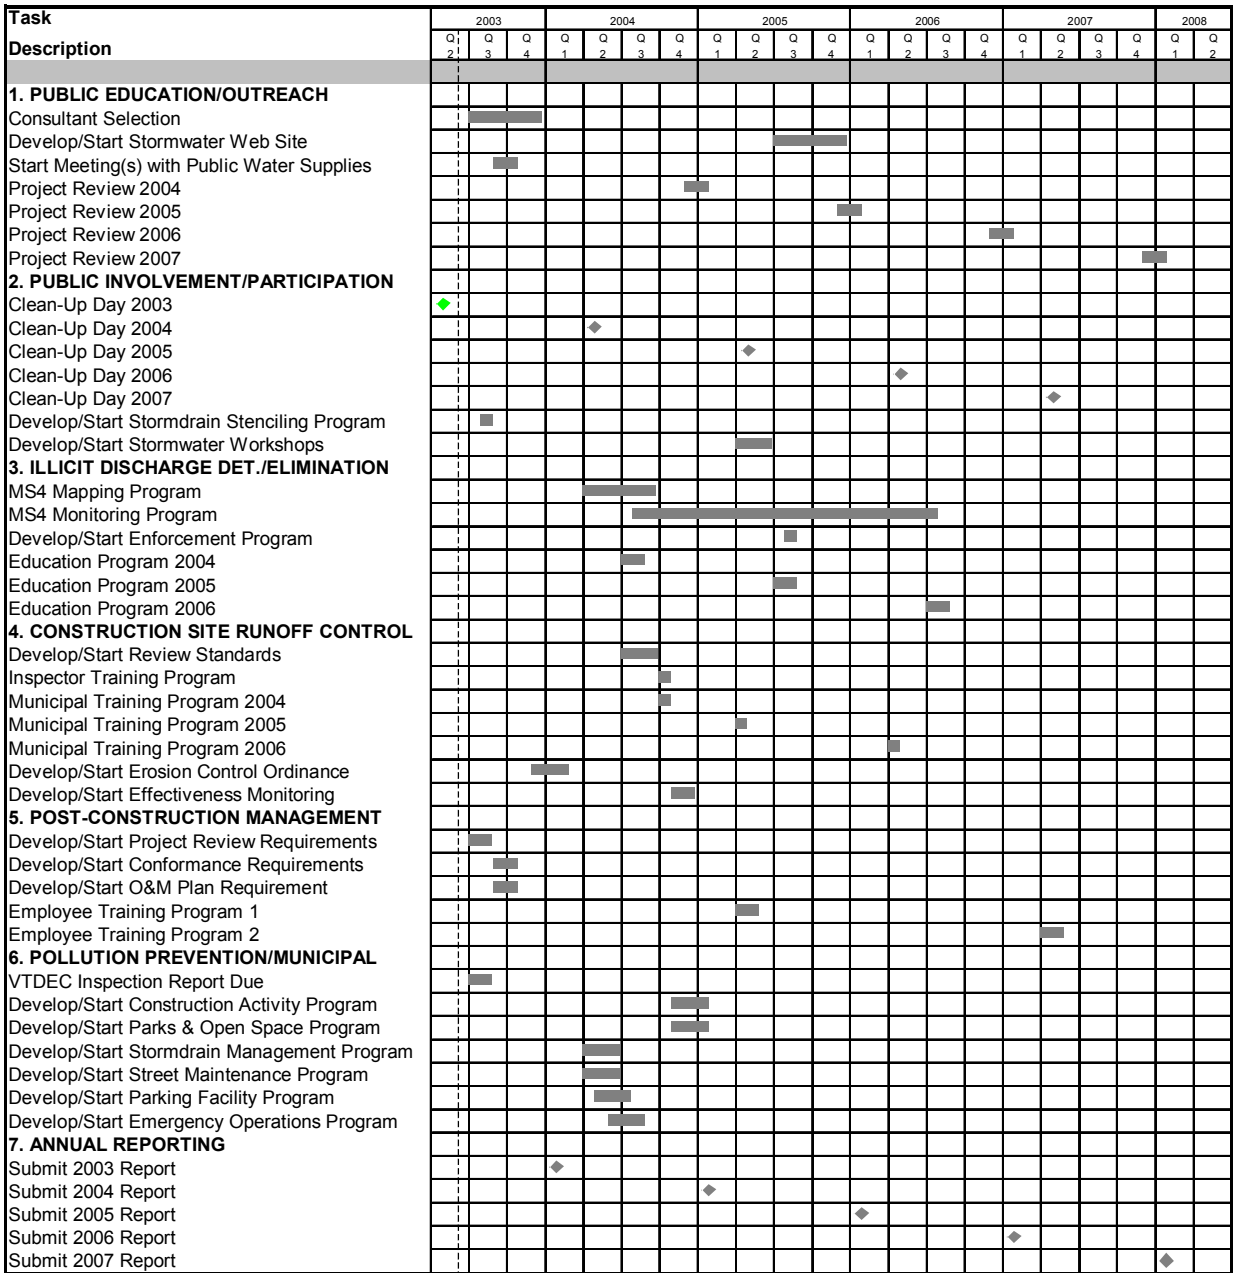 Task
2003 2004 2005 2006 2007 2008
Description
Q Q Q Q Q Q Q Q Q Q Q Q Q Q Q Q Q Q Q Q Q
2 3 4 1 2 3 4 1 2 3 4 1 2 3 4 1 2 3 4 1 2
1. PUBLIC EDUCATION/OUTREACH
Consultant Selection
Develop/Start Stormwater Web Site
Start Meeting(s) with Public Water Supplies
Project Review 2004
Project Review 2005
Project Review 2006
Project Review 2007
2. PUBLIC INVOLVEMENT/PARTICIPATION
Clean-Up Day 2003
Clean-Up Day 2004
Clean-Up Day 2005
Clean-Up Day 2006
Clean-Up Day 2007
Develop/Start Stormdrain Stenciling Program
Develop/Start Stormwater Workshops
3. ILLICIT DISCHARGE DET./ELIMINATION
MS4 Mapping Program
MS4 Monitoring Program
Develop/Start Enforcement Program
Education Program 2004
Education Program 2005
Education Program 2006
4. CONSTRUCTION SITE RUNOFF CONTROL
Develop/Start Review Standards
Inspector Training Program
Municipal Training Program 2004
Municipal Training Program 2005
Municipal Training Program 2006
Develop/Start Erosion Control Ordinance
Develop/Start Effectiveness Monitoring
5. POST-CONSTRUCTION MANAGEMENT
Develop/Start Project Review Requirements
Develop/Start Conformance Requirements
Develop/Start O&M Plan Requirement
Employee Training Program 1
Employee Training Program 2
6. POLLUTION PREVENTION/MUNICIPAL
VTDEC Inspection Report Due
Develop/Start Construction Activity Program
Develop/Start Parks & Open Space Program
Develop/Start Stormdrain Management Program
Develop/Start Street Maintenance Program
Develop/Start Parking Facility Program
Develop/Start Emergency Operations Program
7. ANNUAL REPORTING
Submit 2003 Report
Submit 2004 Report
Submit 2005 Report
Submit 2006 Report
Submit 2007 Report